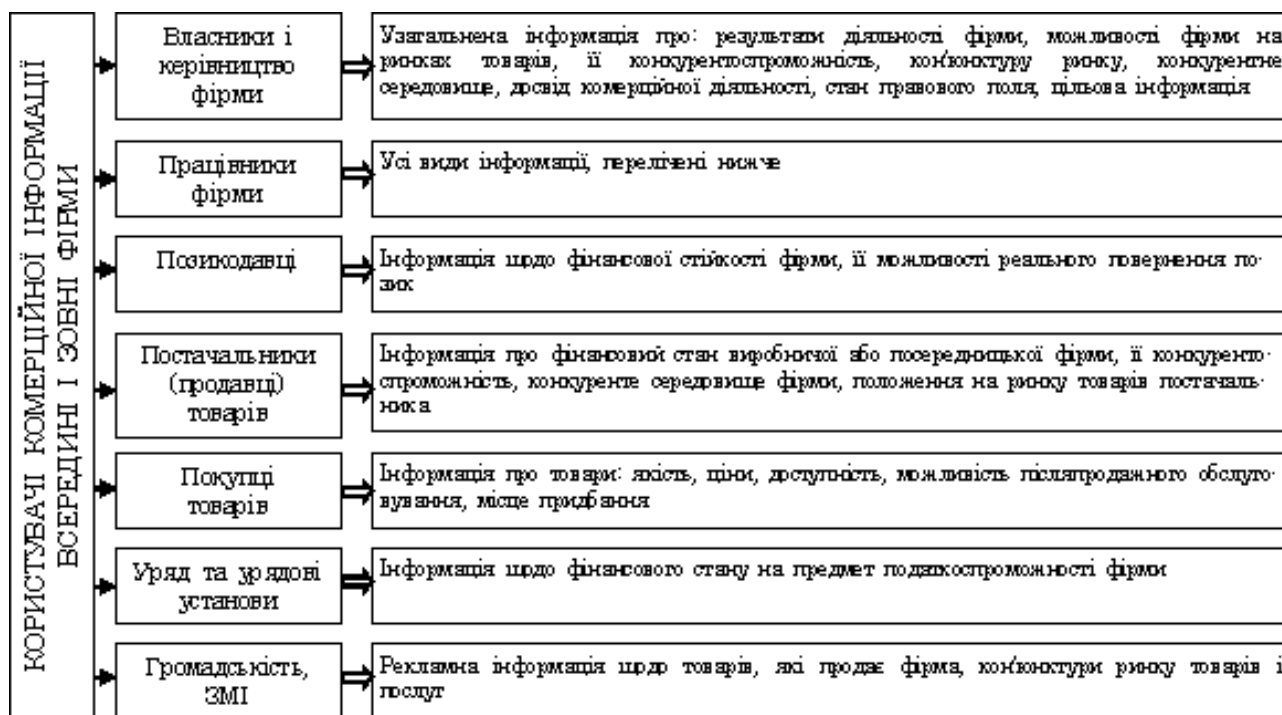 КОРИСТУВАЧІ КОМЕРЦІЙНОЇ ІНФОРМАЦІЇ
ВСЕРЕДИНІ І ЗОВНІ ФІРМИ
Власники і
керівництво
фірми
Узагальнена інформація про: результати діяльності фірми, можливості фірми на
ринках товарів, її конкурентоспроможність, кон'юнктуру ринку, конкурентне
середовище, досвід комерційної діяльності, стан правового поля, цільова інформація
Працівники
фірми
Усі види інформації, перелічені нижче
Позикодавці
Інформація щодо фінансової стійкості фірми, її можливості реального повернення по-
зик
Постачальники
(продавці)
товарів
Інформація про фінансовий стан виробничої або посередницької фірми, її конкуренто-
спроможність, конкуренте середовище фірми, положення на ринку товарів постачаль-
ника
Покупці
товарів
Інформація про товари: якість, ціни, доступність, можливість післяпродажного обслуго-
вування, місце придбання
Уряд та урядові
установи
Інформація щодо фінансового стану на предмет податкоспроможності фірми
Громадськість,
ЗМІ
Рекламна інформація щодо товарів, які продає фірма, кон'юнктури ринку товарів і
послуг